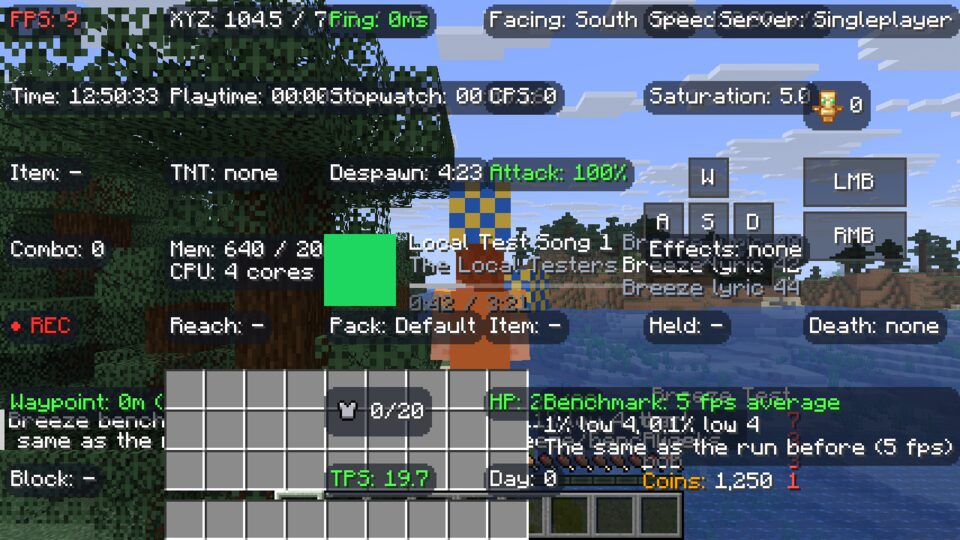 FPS: 9
XYZ: 104.5 / 7
Ping: 0ms
Facing: South
Speed
Server: Singleplayer
Time: 12:50:33
Playtime: 00:00
Stopwatch: 00
CPS: 0
Saturation: 5.0
0
Item: -
TNT: none
Despawn: 4:23
Attack: 100%
W
LMB
A
S
D
RMB
Combo: 0
Mem: 640 / 20
CPU: 4 cores
Local Test Song 1
The Local Testers
0:42 / 3:21
Effects: none
Breeze lyric
Breeze lyric 44
REC
Reach: -
Pack: Default
Item: -
Held: -
Death: none
Breeze Test
Waypoint: 0m (
Breeze bench
same as the
0/20
HP: 2
Benchmark: 5 fps average
1% low 4, 0.1% low 4
The same as the run before (5 fps)
Block: -
TPS: 19.7
Day: 0
Coins: 1,250
1